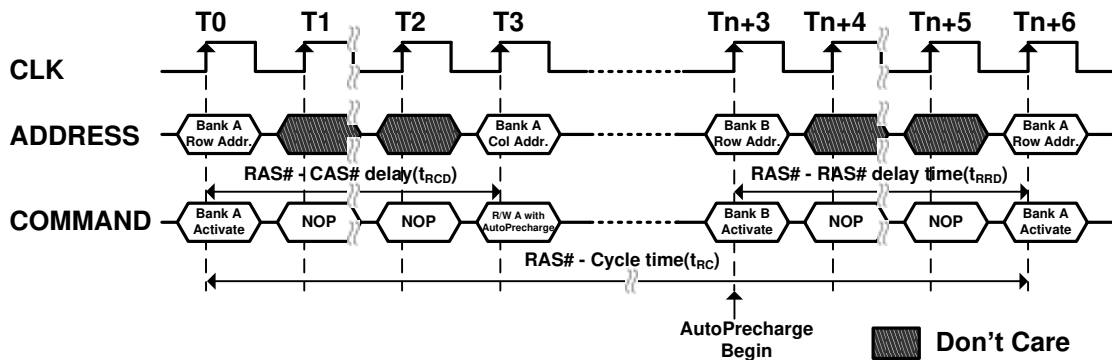 T0 T1 T2 T3 Tn+3 Tn+4 Tn+5 Tn+6
CLK
ADDRESS
Bank A
Row Addr.
Bank A
Col Addr.
Bank B
Row Addr.
Bank A
Row Addr.
RAS# - CAS# delay(tRCD)
RAS# - RAS# delay time(tRRD)
COMMAND
Bank A
Activate
NOP
NOP
R/W A with
AutoPrecharge
Bank B
Activate
NOP
NOP
Bank A
Activate
RAS# - Cycle time(tRC)
AutoPrecharge
Begin
Don't Care